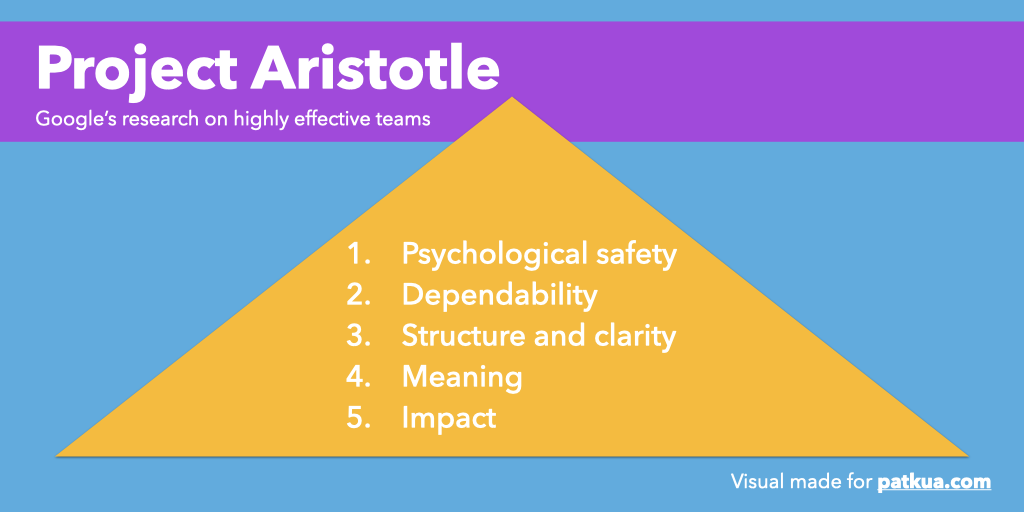 Project Aristotle
Google’s research on highly effective teams
1. Psychological safety
2. Dependability
3. Structure and clarity
4. Meaning
5. Impact
Visual made for patkua.com